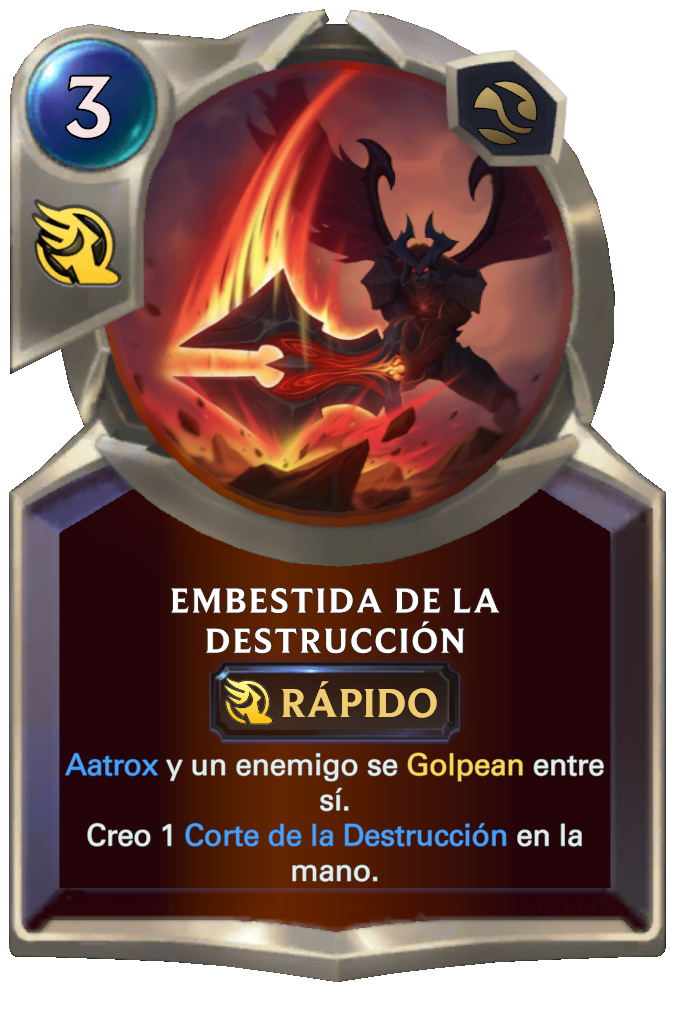 3
EMBESTIDA DE LA
DESTRUCCIÓN
RÁPIDO
Aatrox y un enemigo se Golpean entre
sí.
Creo 1 Corte de la Destrucción en la
mano.